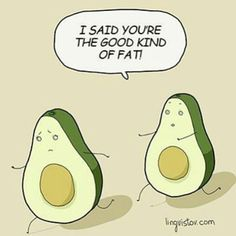 I SAID YOU'RE
THE GOOD KIND
OF FAT!
lingvistov.com